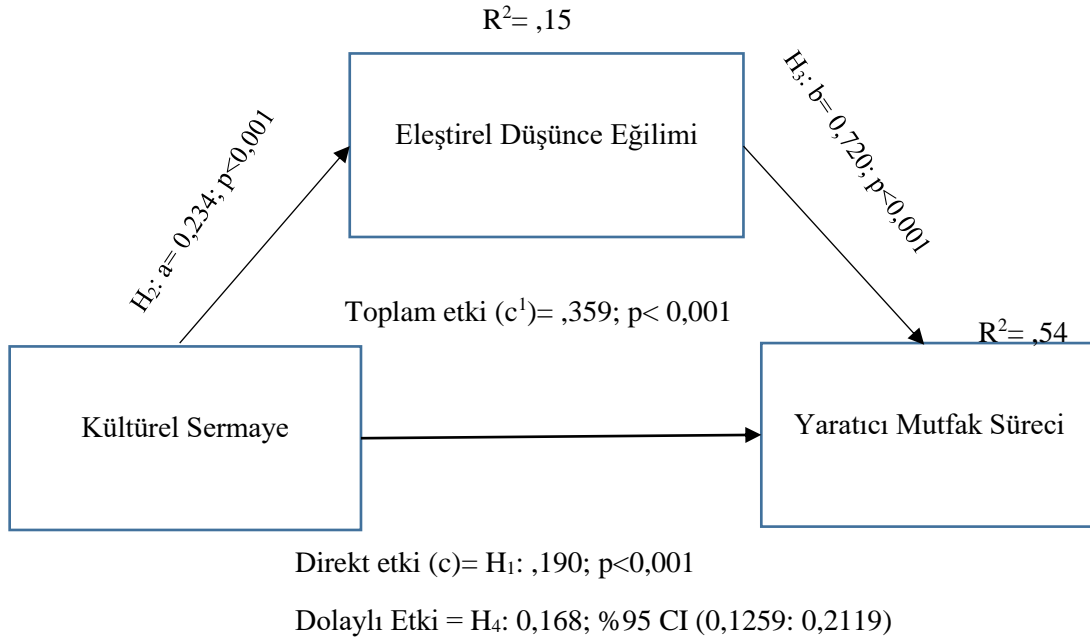 R²= ,15
Eleştirel Düşünce Eğilimi
H₂: a= 0,234; p<0,001
H₃: b= 0,720; p<0,001
Toplam etki (c¹)= ,359; p< 0,001
R²= ,54
Kültürel Sermaye
Yaratıcı Mutfak Süreci
Direkt etki (c)= H₁: ,190; p<0,001
Dolaylı Etki = H₄: 0,168; %95 CI (0,1259: 0,2119)